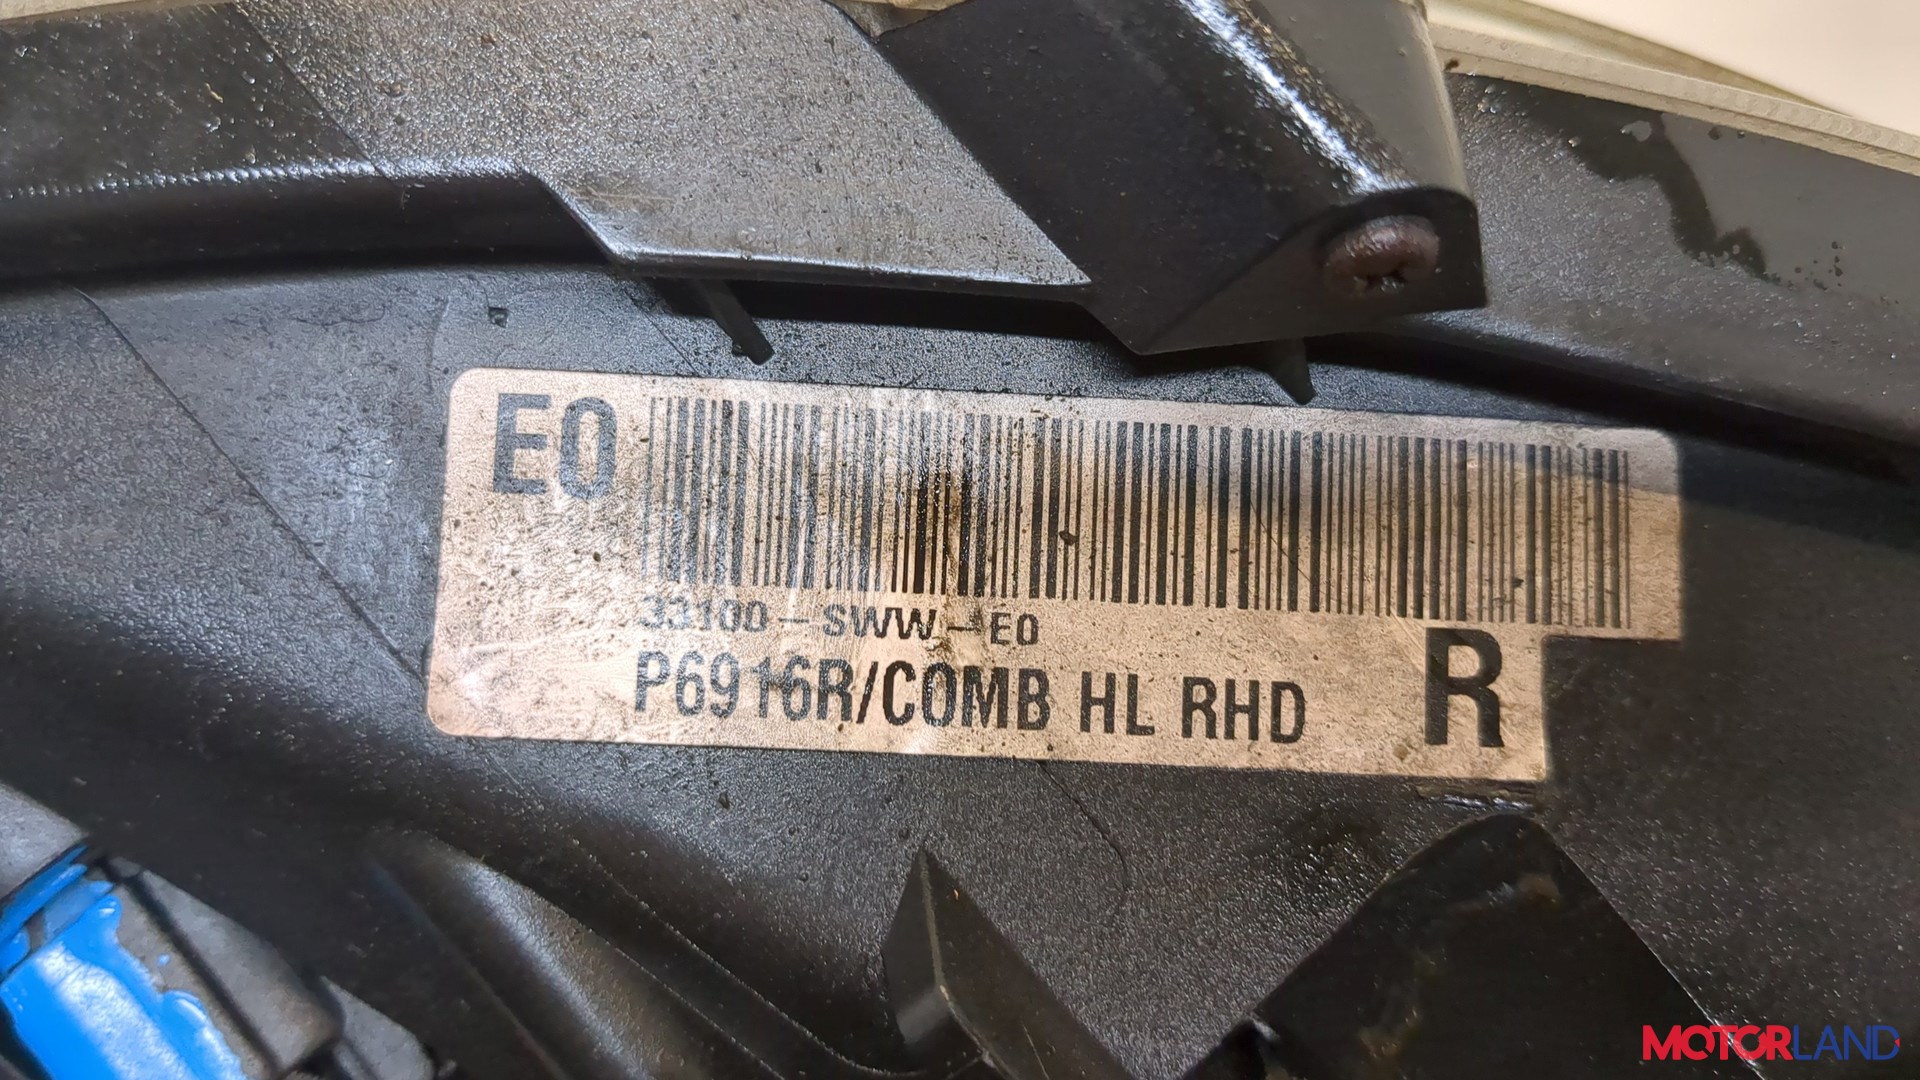 E0
33100-SWW-E0
P6916R/COMB HL RHD
R
MOTORLAND